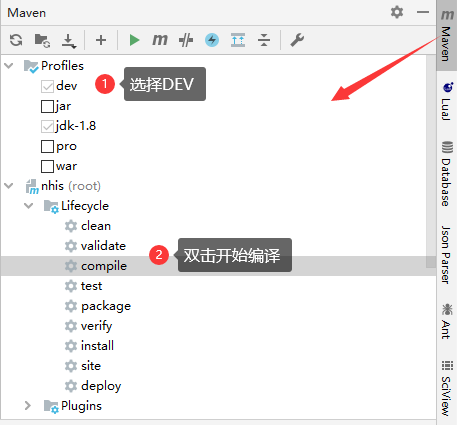 Maven
Profiles
dev
1 选择DEV
jar
jdk-1.8
pro
war
nhis (root)
Lifecycle
clean
validate
2 双击开始编译
compile
test
package
verify
install
site
deploy
Plugins
m Maven
LuaJ
Database
Json Parser
Ant
SciView